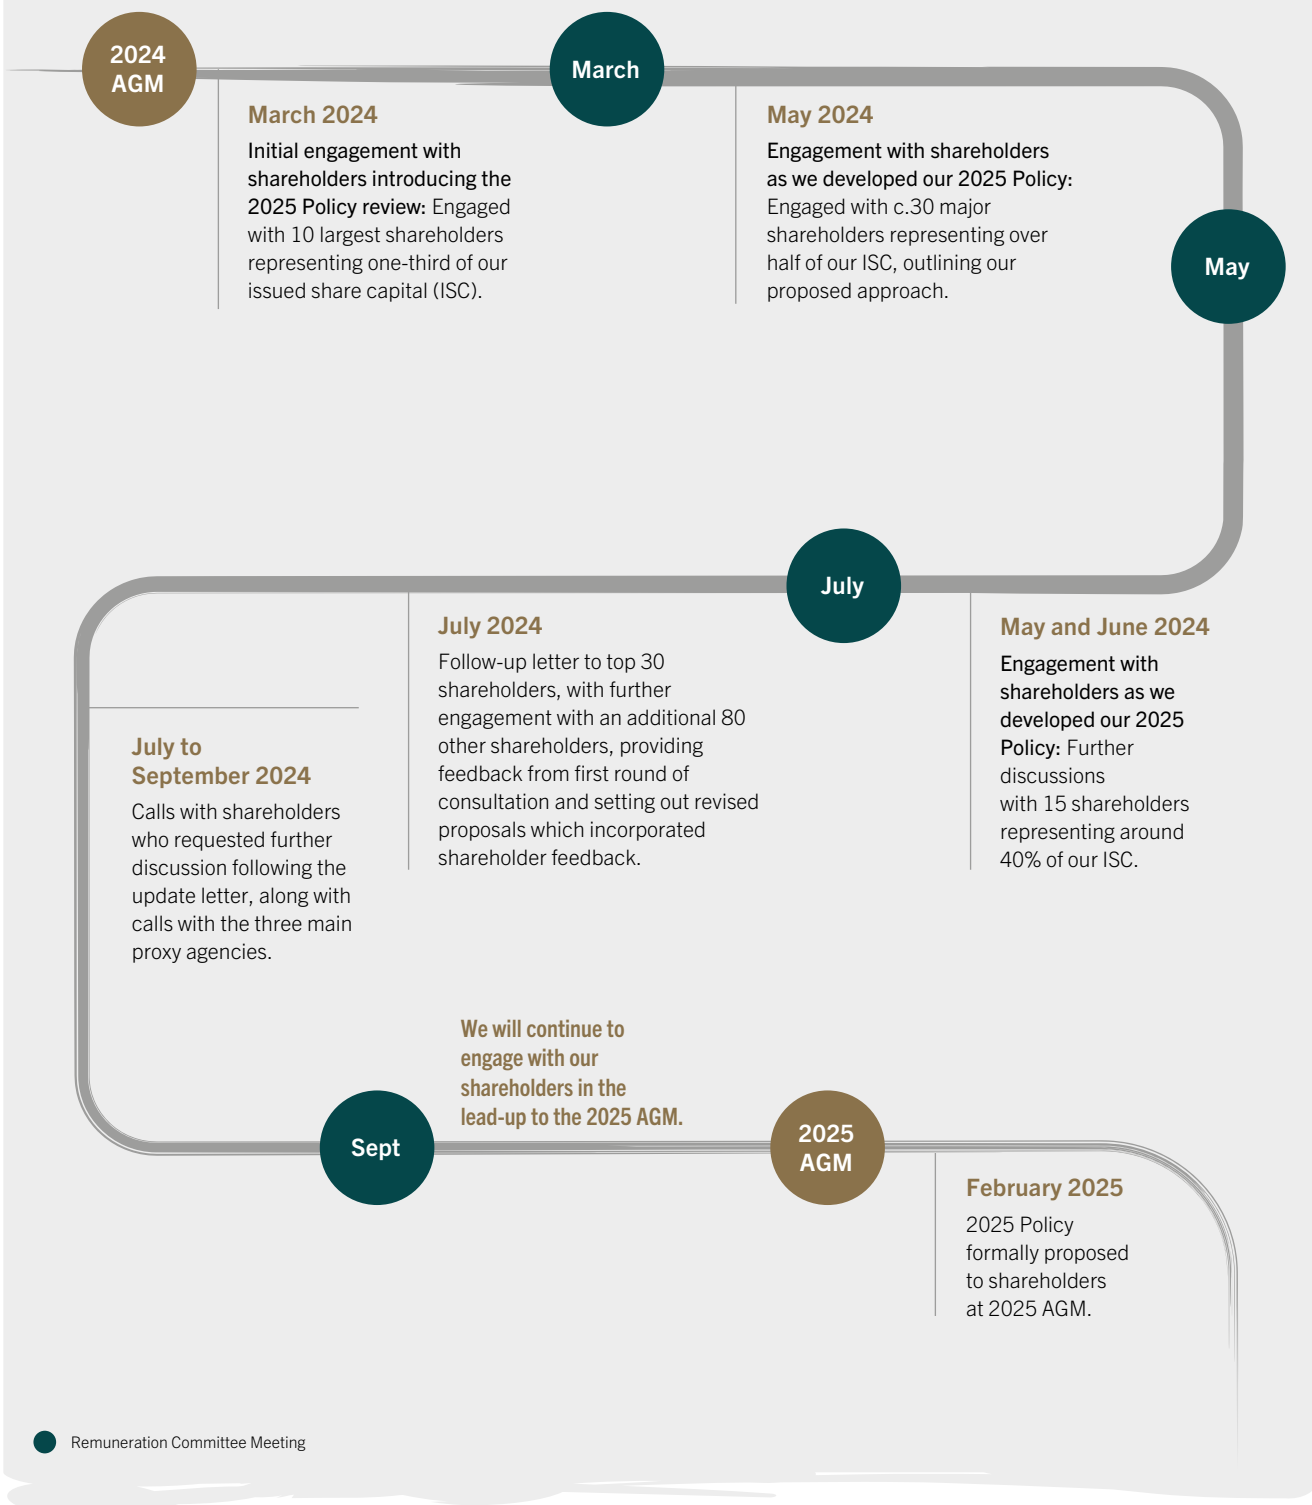 2024
AGM
March 2024
Initial engagement with
shareholders introducing the
2025 Policy review: Engaged
with 10 largest shareholders
representing one-third of our
issued share capital (ISC).
March
May 2024
Engagement with shareholders
as we developed our 2025 Policy:
Engaged with c.30 major
shareholders representing over
half of our ISC, outlining our
proposed approach.
May
May and June 2024
Engagement with
shareholders as we
developed our 2025
Policy: Further
discussions
with 15 shareholders
representing around
40% of our ISC.
July
July 2024
Follow-up letter to top 30
shareholders, with further
engagement with an additional 80
other shareholders, providing
feedback from first round of
consultation and setting out revised
proposals which incorporated
shareholder feedback.
July to
September 2024
Calls with shareholders
who requested further
discussion following the
update letter, along with
calls with the three main
proxy agencies.
Sept
We will continue to
engage with our
shareholders in the
lead-up to the 2025 AGM.
2025
AGM
February 2025
2025 Policy
formally proposed
to shareholders
at 2025 AGM.
Remuneration Committee Meeting